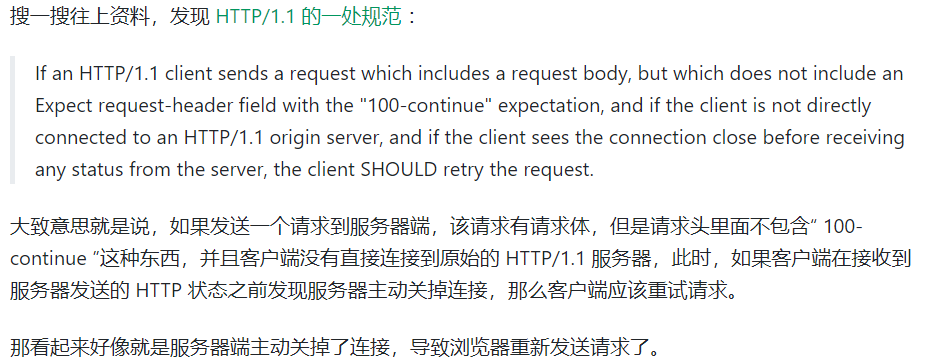 搜一搜往上资料，发现 HTTP/1.1 的一处规范：
If an HTTP/1.1 client sends a request which includes a request body, but which does not include an
Expect request-header field with the "100-continue" expectation, and if the client is not directly
connected to an HTTP/1.1 origin server, and if the client sees the connection close before receiving
any status from the server, the client SHOULD retry the request.
大致意思就是说，如果发送一个请求到服务器端，该请求有请求体，但是请求头里面不包含“ 100-
continue ”这种东西，并且客户端没有直接连接到原始的 HTTP/1.1 服务器，此时，如果客户端在接收到
服务器发送的 HTTP 状态之前发现服务器主动关掉连接，那么客户端应该重试请求。
那看起来好像就是服务器端主动关掉了连接，导致浏览器重新发送请求了。